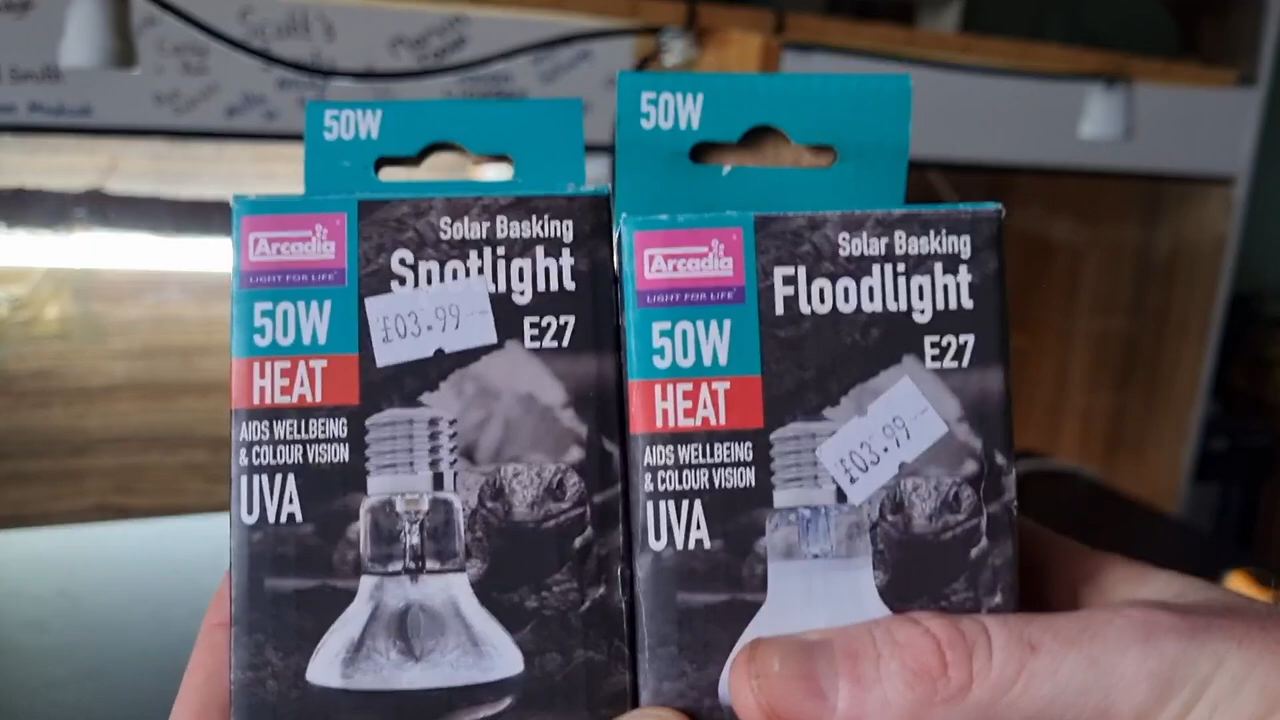 Scott's
50W
Arcadia
LIGHT FOR LIFE
50W
HEAT
AIDS WELLBEING
& COLOUR VISION
UVA
Solar Basking
Spotlight
£03.99
E27
50W
Arcadia
LIGHT FOR LIFE
50W
HEAT
AIDS WELLBEING
& COLOUR VISION
UVA
Solar Basking
Floodlight
E27
£03.99